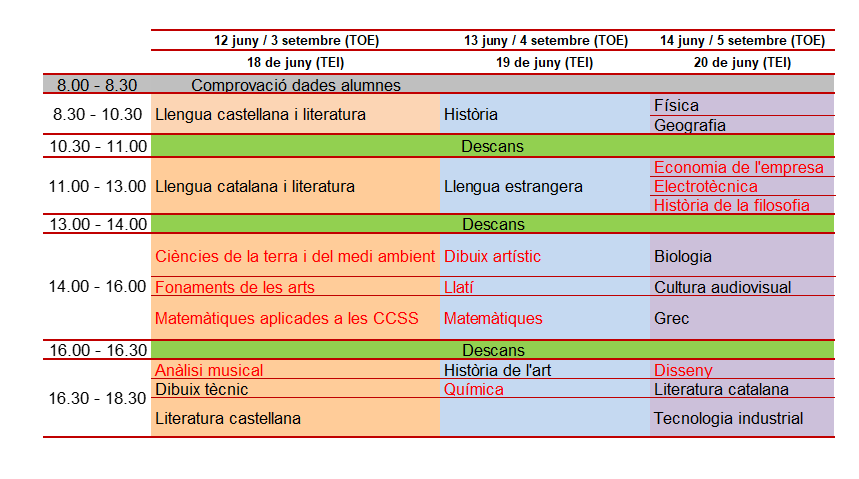 12 juny / 3 setembre (TOE) 13 juny / 4 setembre (TOE) 14 juny / 5 setembre (TOE)
18 de juny (TEI) 19 de juny (TEI) 20 de juny (TEI)
8.00 - 8.30 Comprovació dades alumnes
8.30 - 10.30 Llengua castellana i literatura Història Física
Geografia
10.30 - 11.00 Descans
11.00 - 13.00 Llengua catalana i literatura Llengua estrangera Economia de l'empresa
Electrotècnica
Història de la filosofia
13.00 - 14.00 Descans
14.00 - 16.00 Ciències de la terra i del medi ambient Dibuix artístic Biologia
Fonaments de les arts Llatí Cultura audiovisual
Matemàtiques aplicades a les CCSS Matemàtiques Grec
16.00 - 16.30 Descans
16.30 - 18.30 Anàlisi musical Història de l'art Disseny
Dibuix tècnic Química Literatura catalana
Literatura castellana Tecnologia industrial